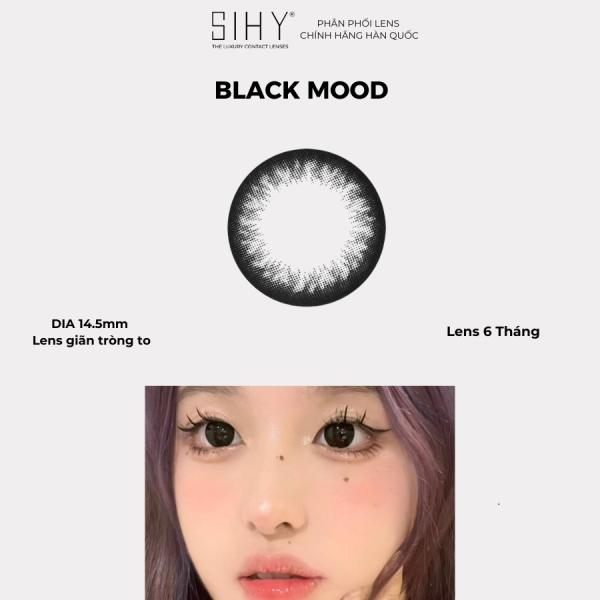 SIHY®
THE LUXURY CONTACT LENSES
PHÂN PHỐI LENS
CHÍNH HÃNG HÀN QUỐC
BLACK MOOD
DIA 14.5mm
Lens giãn tròng to
Lens 6 Tháng